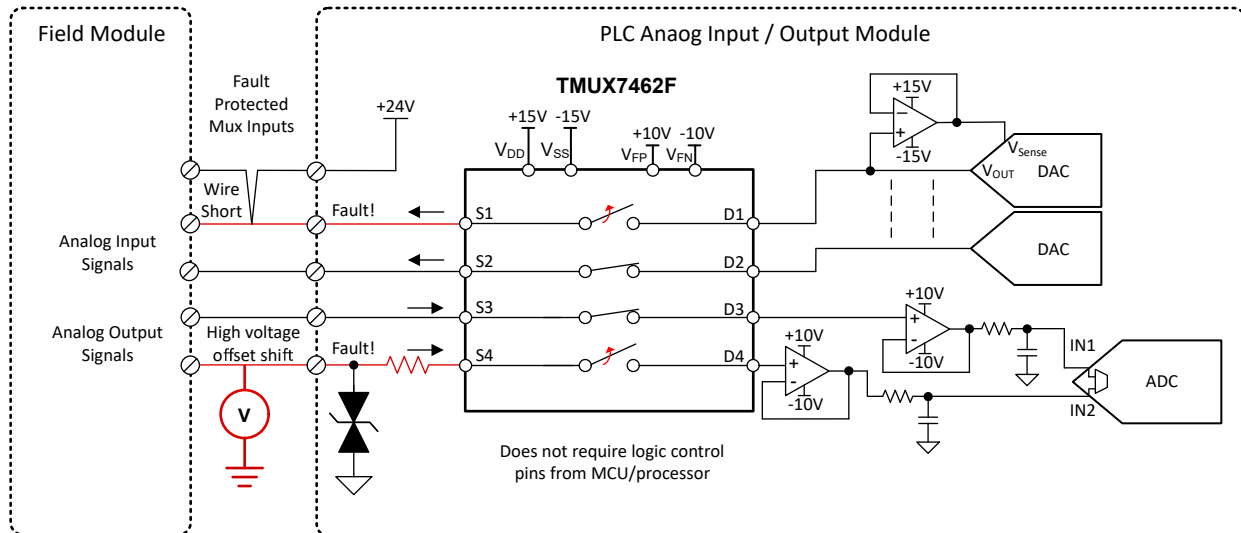 Field Module
PLC Anaog Input / Output Module
Fault
Protected
Mux Inputs
+24V
TMUX7462F
+15V
-15V
+10V
-10V
VDD
VSS
VFP
VFN
+15V
-
+
-15V
VSense
VOUT
DAC
Wire
Short
Fault!
S1
D1
Analog Input
Signals
S2
D2
DAC
S3
D3
+10V
+
-
-10V
Analog Output
Signals
High voltage
offset shift
Fault!
S4
D4
+10V
+
-
-10V
IN1
ADC
IN2
V
Does not require logic control
pins from MCU/processor